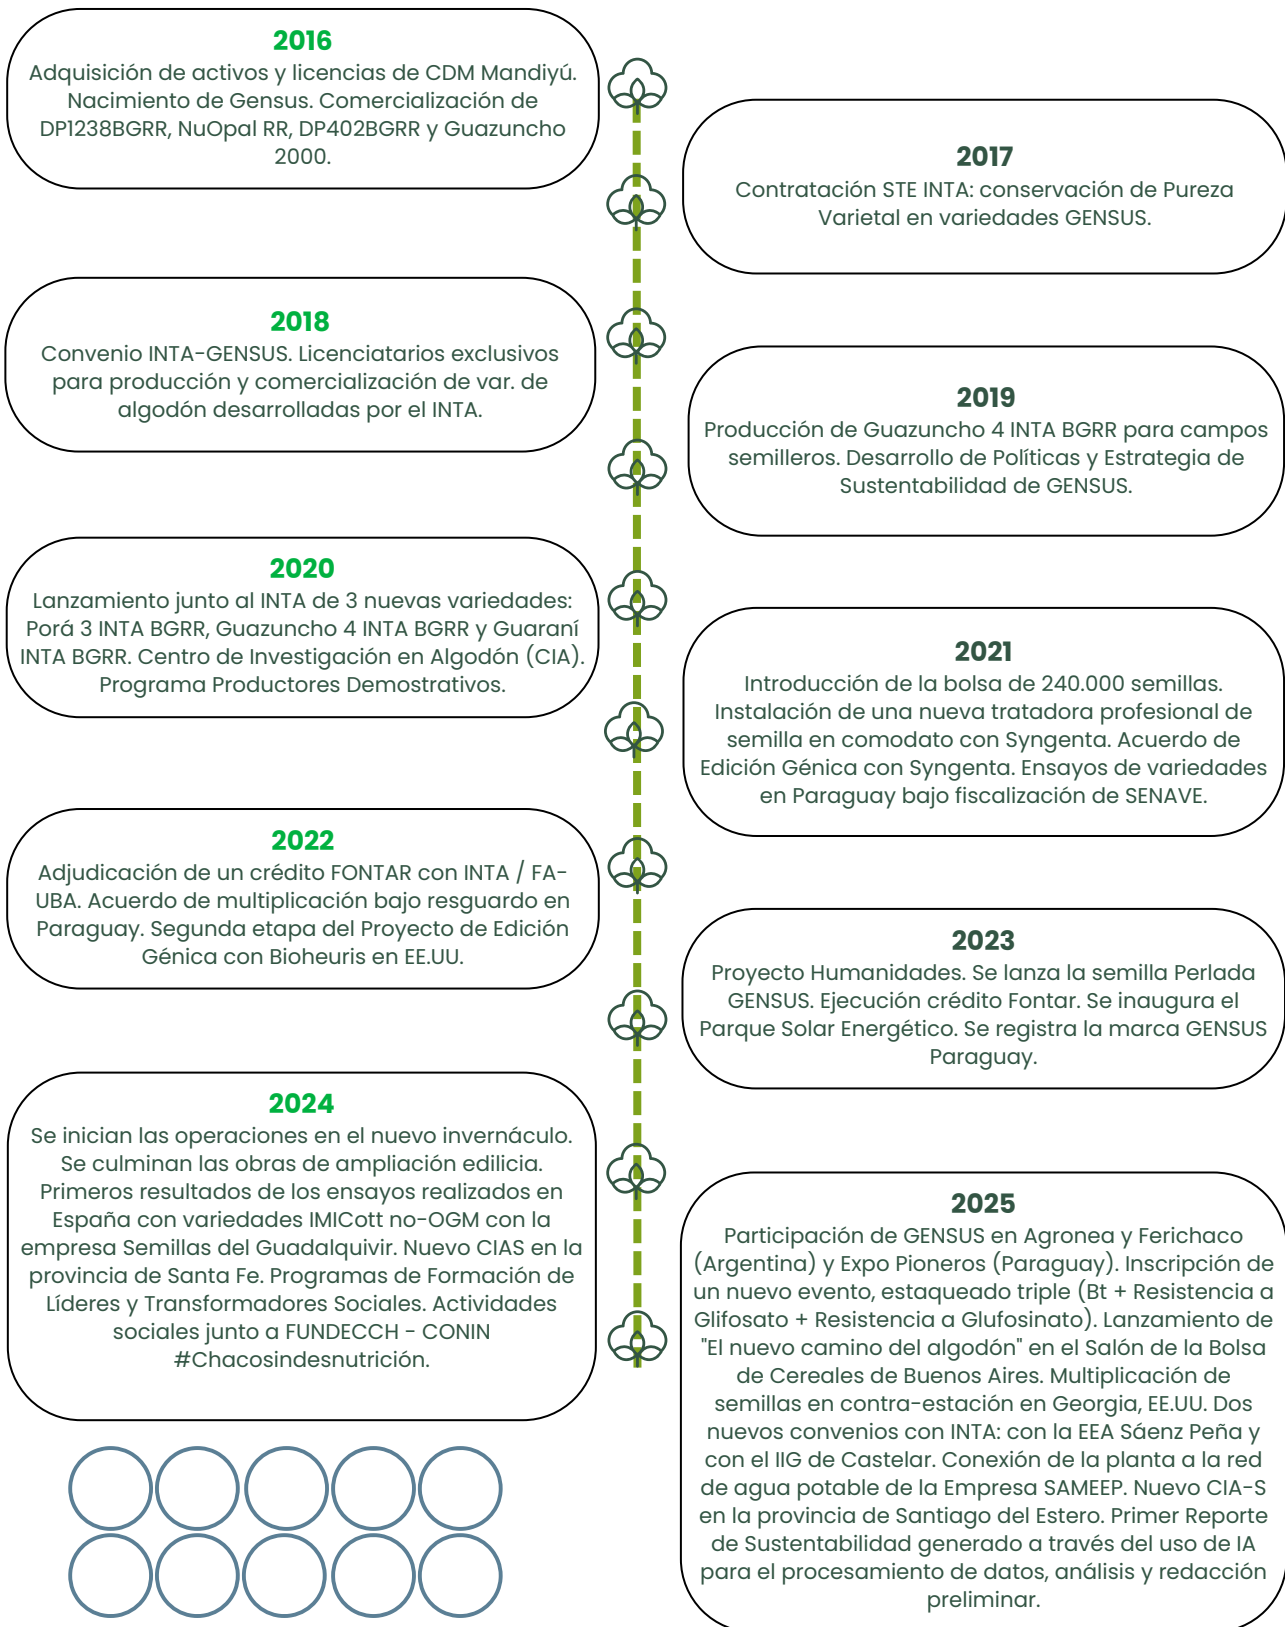 2016
Adquisición de activos y licencias de CDM Mandiyú.
Nacimiento de Gensus. Comercialización de
DP1238BGRR, NuOpal RR, DP402BGRR y Guazuncho
2000.
2017
Contratación STE INTA: conservación de Pureza
Varietal en variedades GENSUS.
2018
Convenio INTA-GENSUS. Licenciatarios exclusivos
para producción y comercialización de var. de
algodón desarrolladas por el INTA.
2019
Producción de Guazuncho 4 INTA BGRR para campos
semilleros. Desarrollo de Políticas y Estrategia de
Sustentabilidad de GENSUS.
2020
Lanzamiento junto al INTA de 3 nuevas variedades:
Porá 3 INTA BGRR, Guazuncho 4 INTA BGRR y Guaraní
INTA BGRR. Centro de Investigación en Algodón (CIA).
Programa Productores Demostrativos.
2021
Introducción de la bolsa de 240.000 semillas.
Instalación de una nueva tratadora profesional de
semilla en comodato con Syngenta. Acuerdo de
Edición Génica con Syngenta. Ensayos de variedades
en Paraguay bajo fiscalización de SENAVE.
2022
Adjudicación de un crédito FONTAR con INTA / FA-
UBA. Acuerdo de multiplicación bajo resguardo en
Paraguay. Segunda etapa del Proyecto de Edición
Génica con Bioheuris en EE.UU.
2023
Proyecto Humanidades. Se lanza la semilla Perlada
GENSUS. Ejecución crédito Fontar. Se inaugura el
Parque Solar Energético. Se registra la marca GENSUS
Paraguay.
2024
Se inician las operaciones en el nuevo invernáculo.
Se culminan las obras de ampliación edilicia.
Primeros resultados de los ensayos realizados en
España con variedades IMICott no-OGM con la
empresa Semillas del Guadalquivir. Nuevo CIAS en la
provincia de Santa Fe. Programas de Formación de
Líderes y Transformadores Sociales. Actividades
sociales junto a FUNDECCH - CONIN
#Chacosindesnutrición.
2025
Participación de GENSUS en Agronea y Ferichaco
(Argentina) y Expo Pioneros (Paraguay). Inscripción de
un nuevo evento, estaqueado triple (Bt + Resistencia a
Glifosato + Resistencia a Glufosinato). Lanzamiento de
"El nuevo camino del algodón" en el Salón de la Bolsa
de Cereales de Buenos Aires. Multiplicación de
semillas en contra-estación en Georgia, EE.UU. Dos
nuevos convenios con INTA: con la EEA Sáenz Peña y
con el IIG de Castelar. Conexión de la planta a la red
de agua potable de la Empresa SAMEEP. Nuevo CIA-S
en la provincia de Santiago del Estero. Primer Reporte
de Sustentabilidad generado a través del uso de IA
para el procesamiento de datos, análisis y redacción
preliminar.